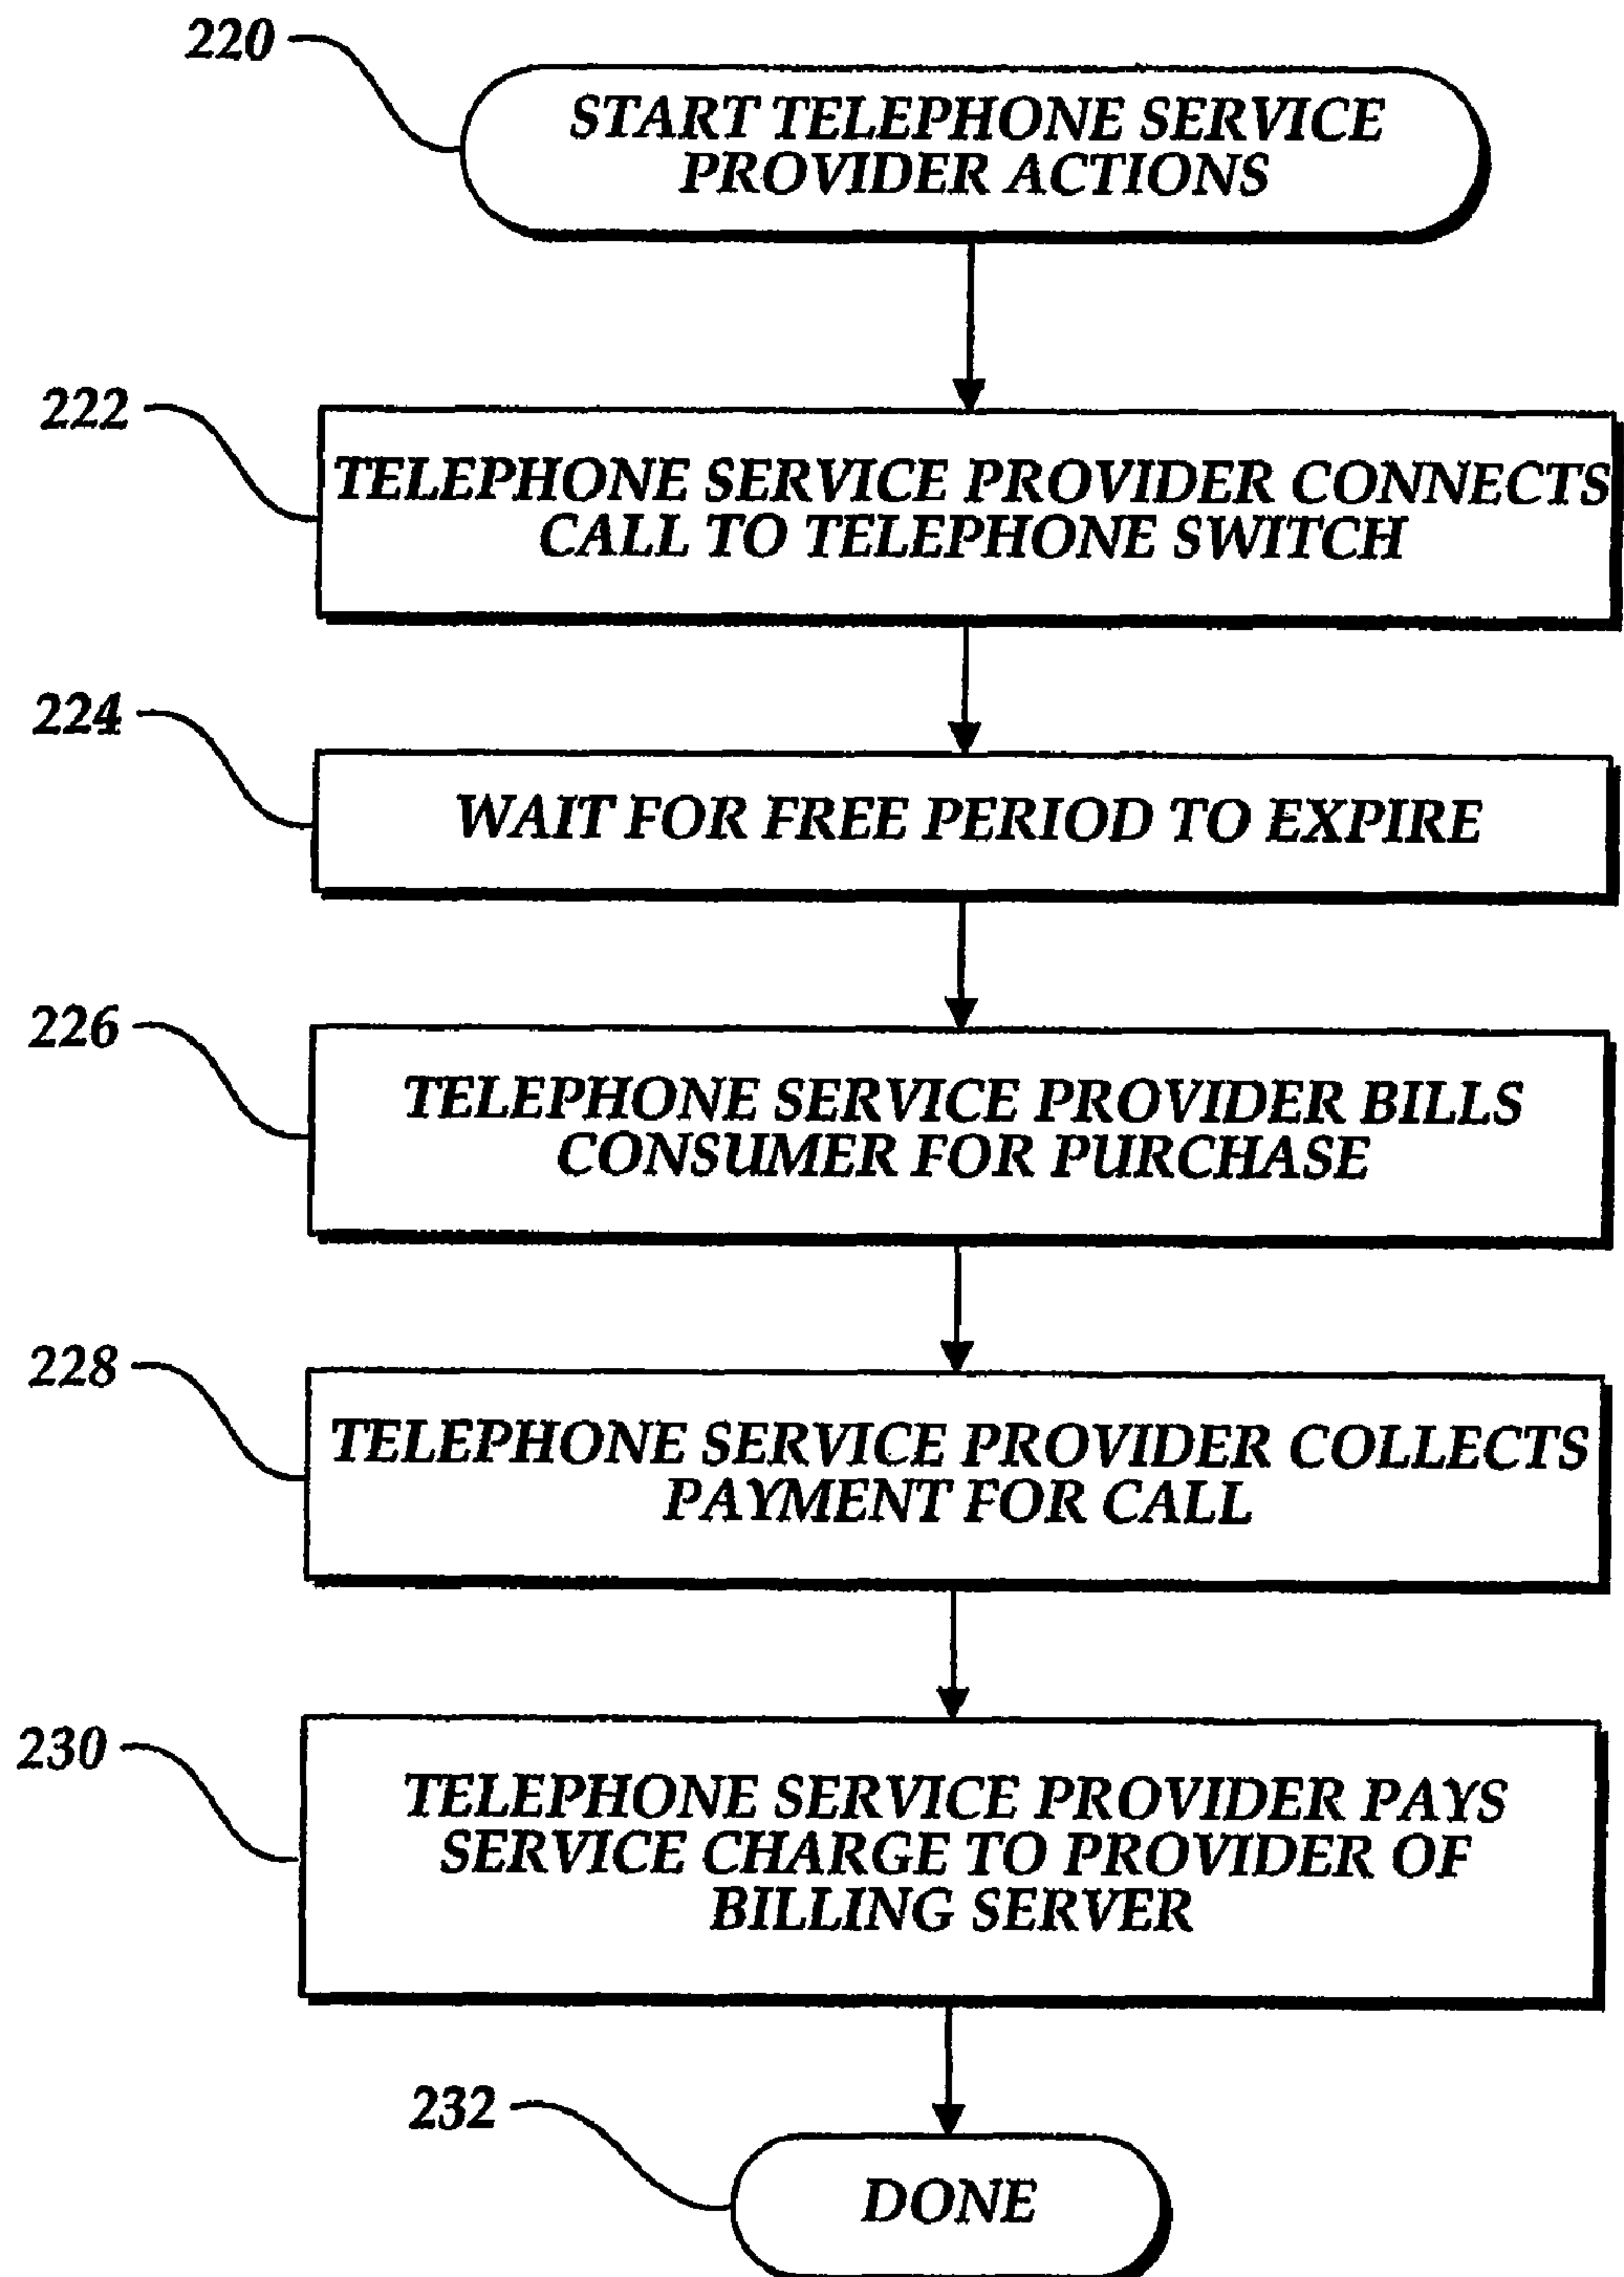 220
START TELEPHONE SERVICE
PROVIDER ACTIONS
222
TELEPHONE SERVICE PROVIDER CONNECTS
CALL TO TELEPHONE SWITCH
224
WAIT FOR FREE PERIOD TO EXPIRE
226
TELEPHONE SERVICE PROVIDER BILLS
CONSUMER FOR PURCHASE
228
TELEPHONE SERVICE PROVIDER COLLECTS
PAYMENT FOR CALL
230
TELEPHONE SERVICE PROVIDER PAYS
SERVICE CHARGE TO PROVIDER OF
BILLING SERVER
232
DONE